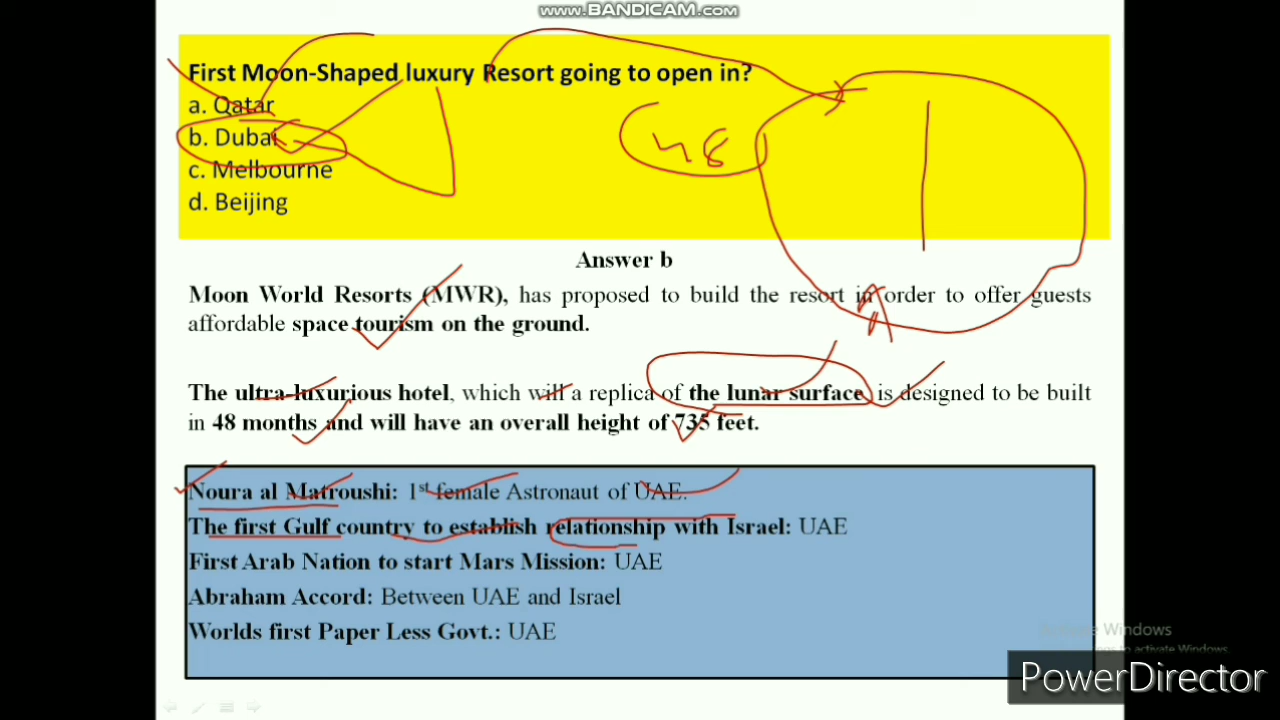 www.BANDICAM.com
First Moon-Shaped luxury Resort going to open in?
a. Qatar
b. Dubai
c. Melbourne
d. Beijing
48
Answer b
Moon World Resorts (MWR), has proposed to build the resort in order to offer guests
affordable space tourism on the ground.
The ultra-luxurious hotel, which will a replica of the lunar surface is designed to be built
in 48 months and will have an overall height of 735 feet.
Noura al Matroushi: 1st female Astronaut of UAE.
The first Gulf country to establish relationship with Israel: UAE
First Arab Nation to start Mars Mission: UAE
Abraham Accord: Between UAE and Israel
Worlds first Paper Less Govt.: UAE
Windows
to activate Windows.
PowerDirector